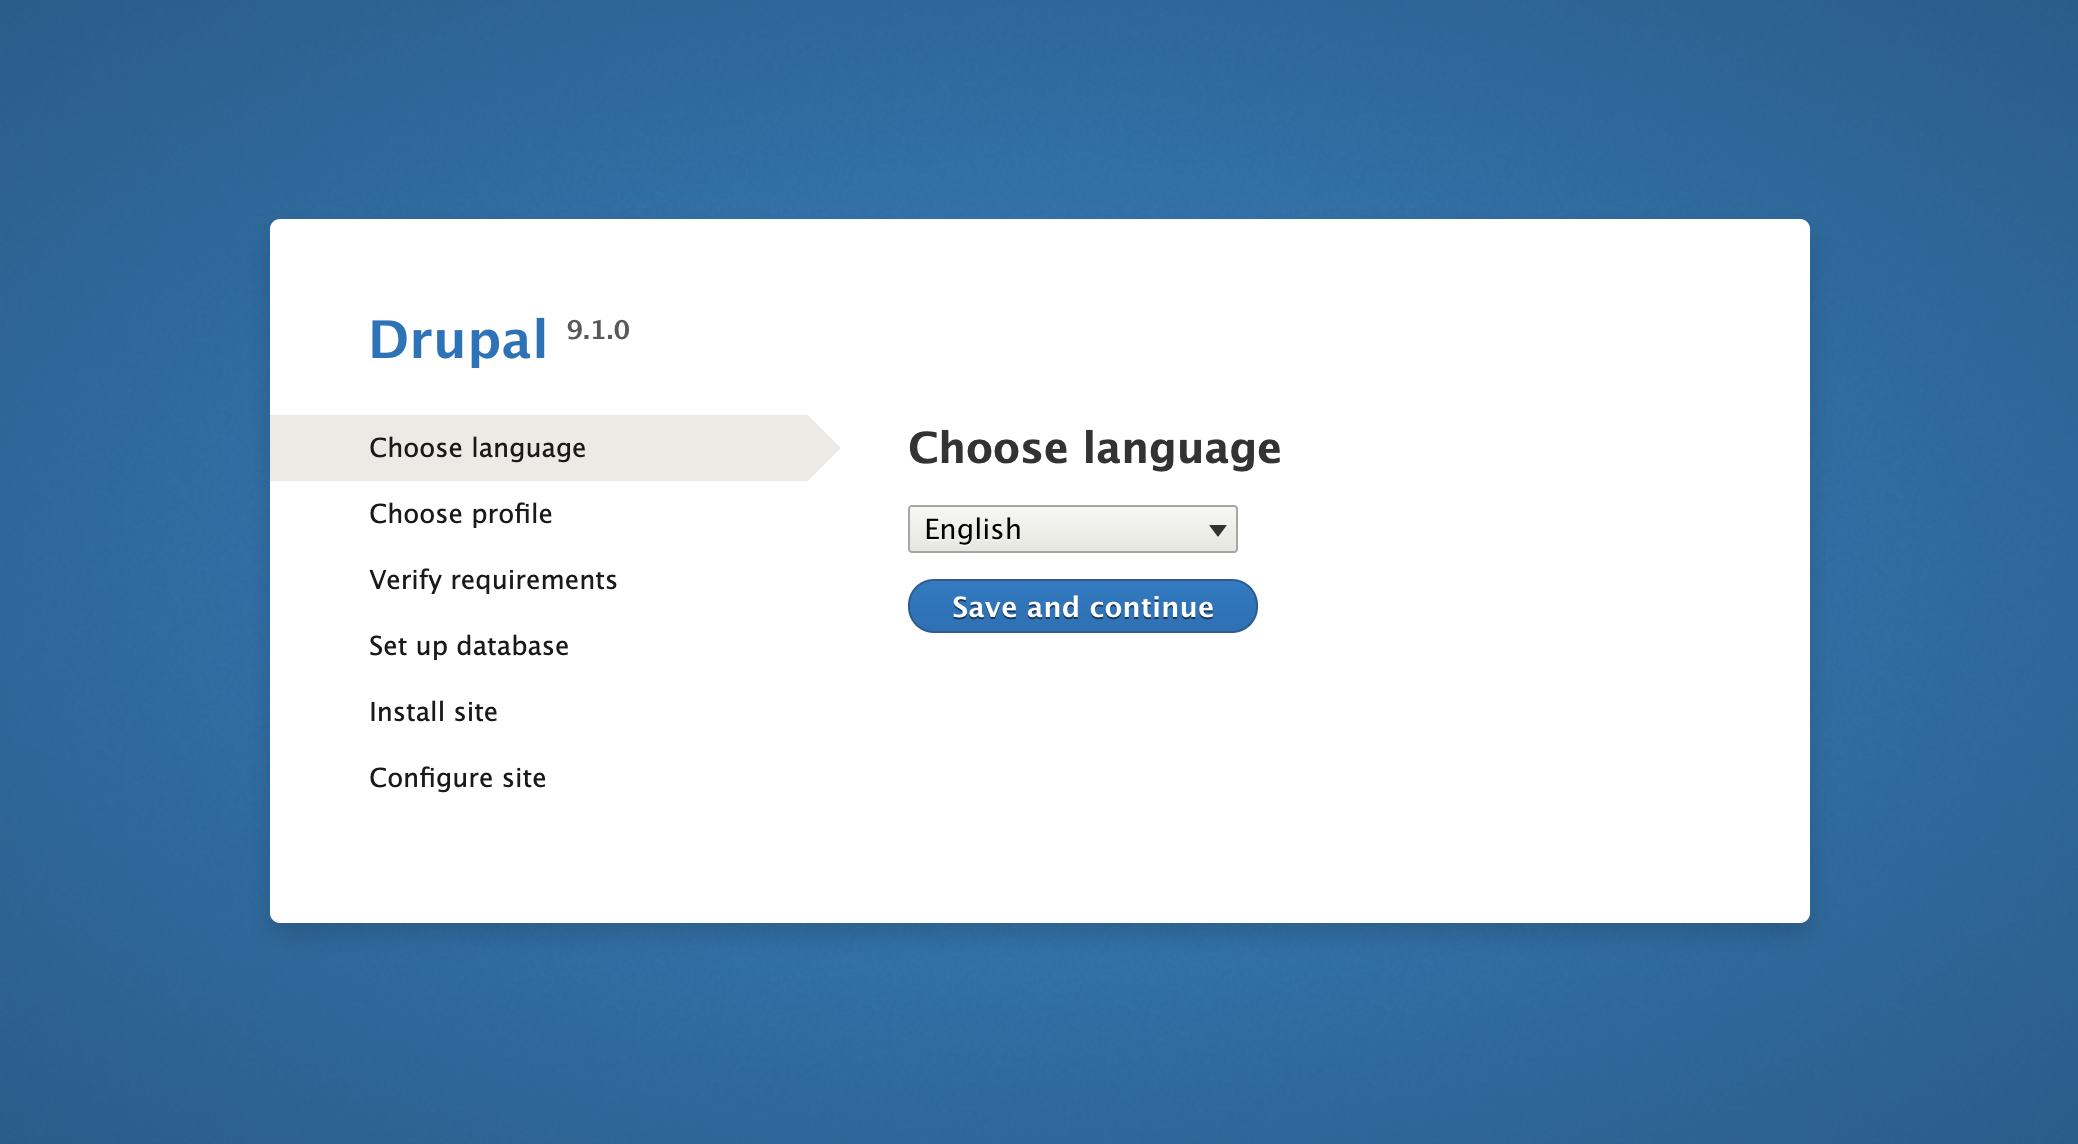 Drupal 9.1.0
Choose language
Choose profile
Verify requirements
Set up database
Install site
Configure site
Choose language
English
Save and continue